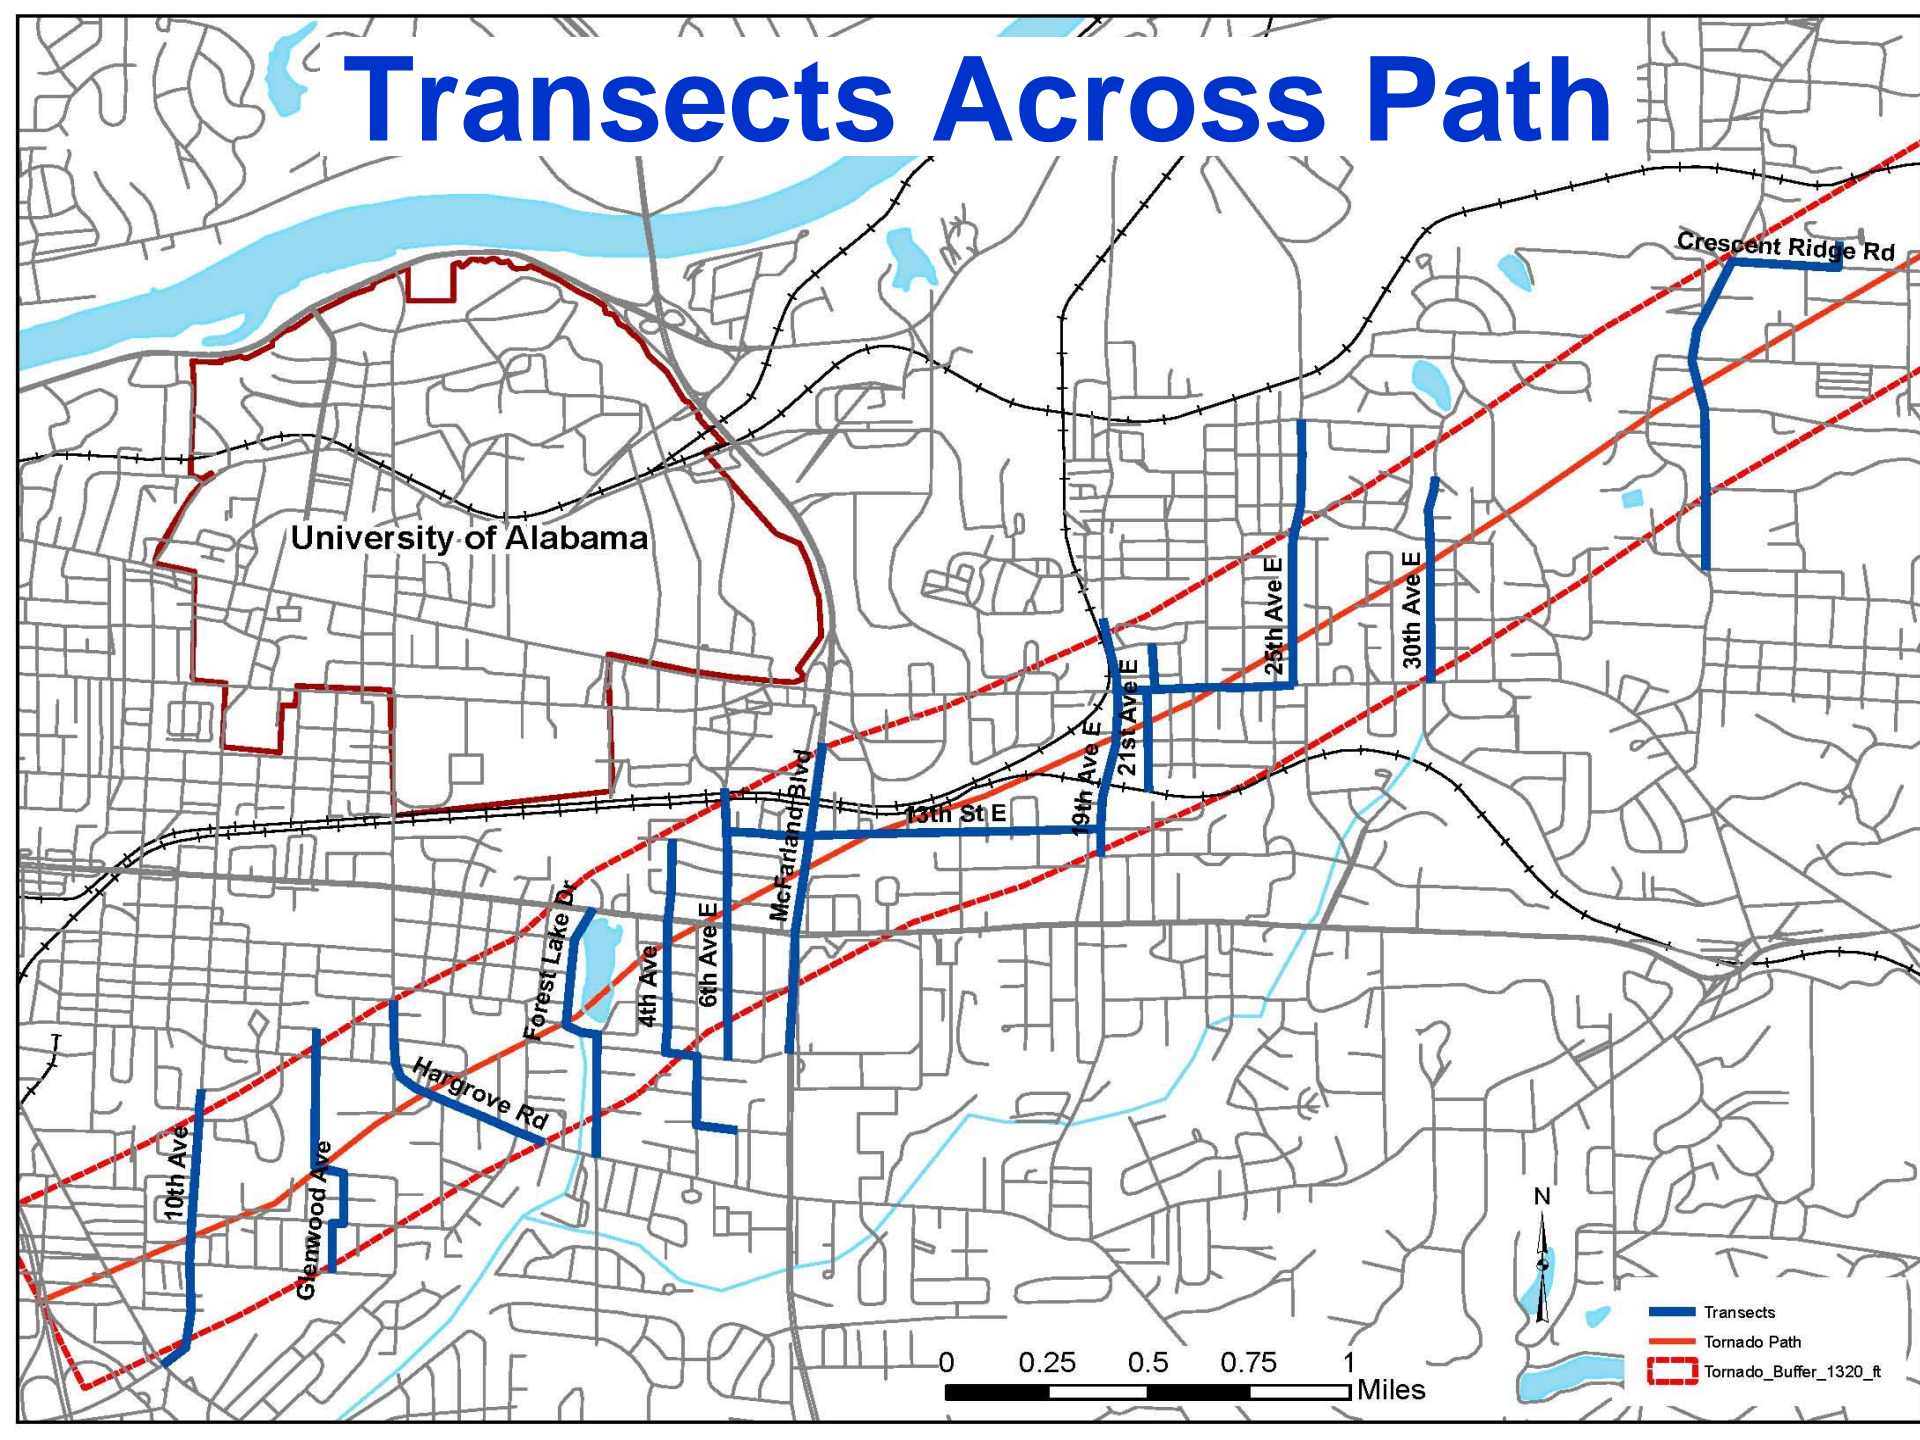 Transects Across Path
Crescent Ridge Rd
University of Alabama
25th Ave E
30th Ave E
21st Ave E
19th Ave E
McFarland Blvd
13th St E
Forest Lake Dr
4th Ave
6th Ave E
Hargrove Rd
10th Ave
Glenwood Ave
N
0 0.25 0.5 0.75 1
Miles
Transects
Tornado Path
Tornado_Buffer_1320_ft